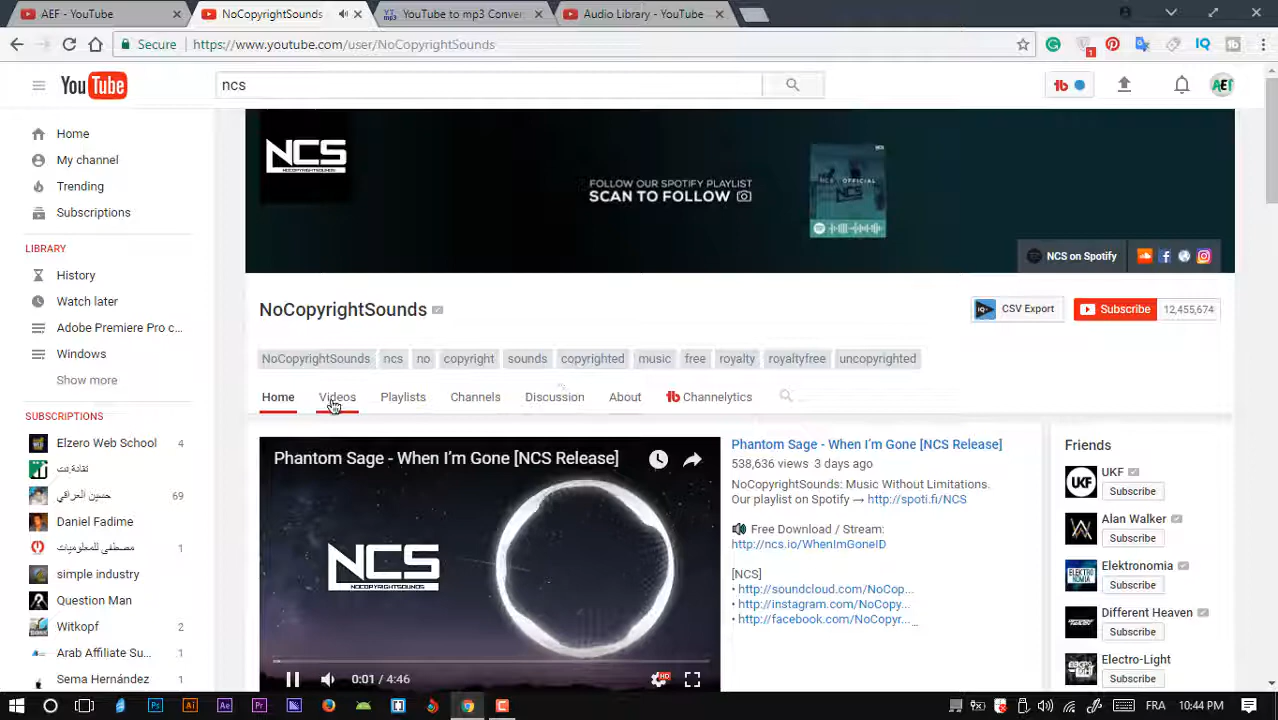 AEF - YouTube
NoCopyrightSounds
YouTube to mp3 Conver
Audio Library - YouTube
Secure
https://www.youtube.com/user/NoCopyrightSounds
1
IQ
YouTube
ncs
AEF
Home
My channel
Trending
Subscriptions
LIBRARY
History
Watch later
Adobe Premiere Pro c...
Windows
Show more
SUBSCRIPTIONS
Elzero Web School 4
حسين العراقي 69
Daniel Fadime
مصطفى للمعلوميات 1
simple industry
Question Man
Witkopf 2
Arab Affiliate Su... 1
Sema Hernández 1
NCS
NOCOPYRIGHTSOUNDS
FOLLOW OUR SPOTIFY PLAYLIST
SCAN TO FOLLOW
NCS on Spotify
NoCopyrightSounds
CSV Export
Subscribe 12,455,674
NoCopyrightSounds ncs no copyright sounds copyrighted music free royalty royaltyfree uncopyrighted
Home Videos Playlists Channels Discussion About Channelytics
Phantom Sage - When I'm Gone [NCS Release]
NCS
NOCOPYRIGHTSOUNDS
0:01 / 4:46
HD
Phantom Sage - When I'm Gone [NCS Release]
538,636 views 3 days ago
NoCopyrightSounds: Music Without Limitations.
Our playlist on Spotify → http://spoti.fi/NCS
Free Download / Stream:
http://ncs.io/WhenImGoneID
[NCS]
• http://soundcloud.com/NoCop...
• http://instagram.com/NoCopy...
• http://facebook.com/NoCopyr...
Friends
UKF
Subscribe
Alan Walker
Subscribe
Elektronomia
Subscribe
Different Heaven
Subscribe
Electro-Light
Subscribe
FRA 10:44 PM